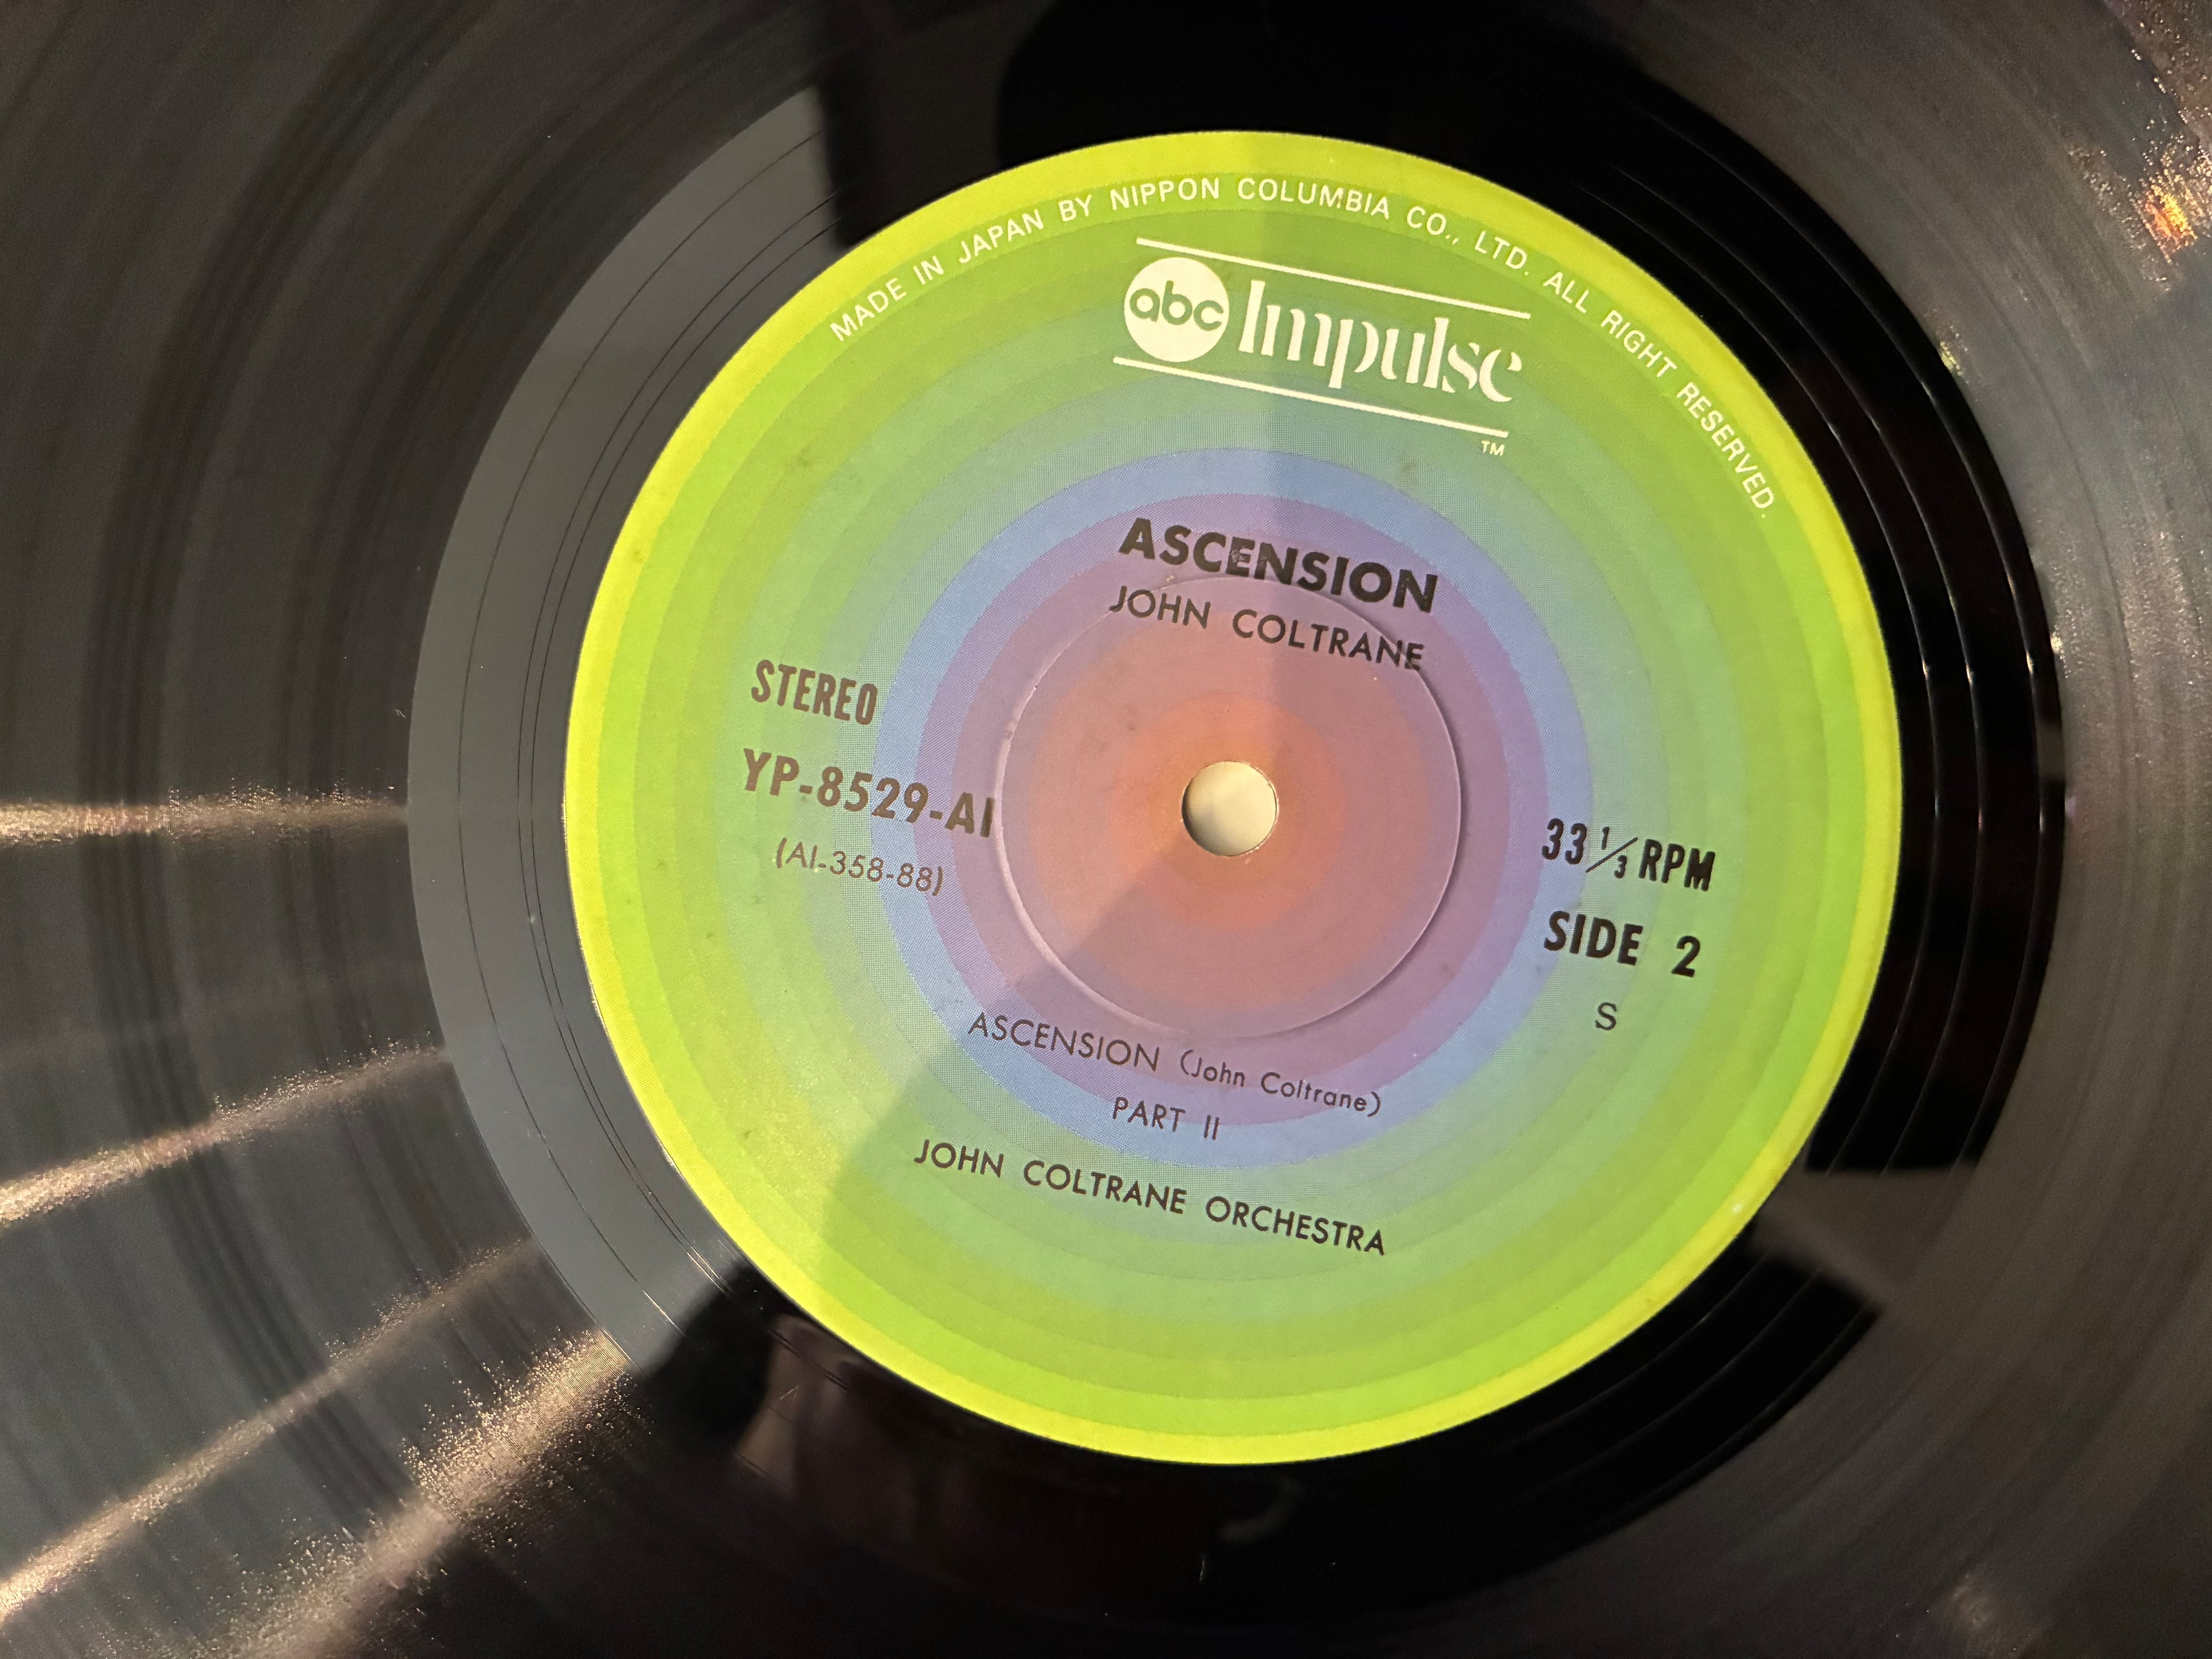 MADE IN JAPAN BY NIPPON COLUMBIA CO., LTD. ALL RIGHT RESERVED.
abc Impulse
TM
ASCENSION
JOHN COLTRANE
STEREO
YP-8529-AI
(AI-358-88)
33 1/3 RPM
SIDE 2
S
ASCENSION (John Coltrane)
PART II
JOHN COLTRANE ORCHESTRA